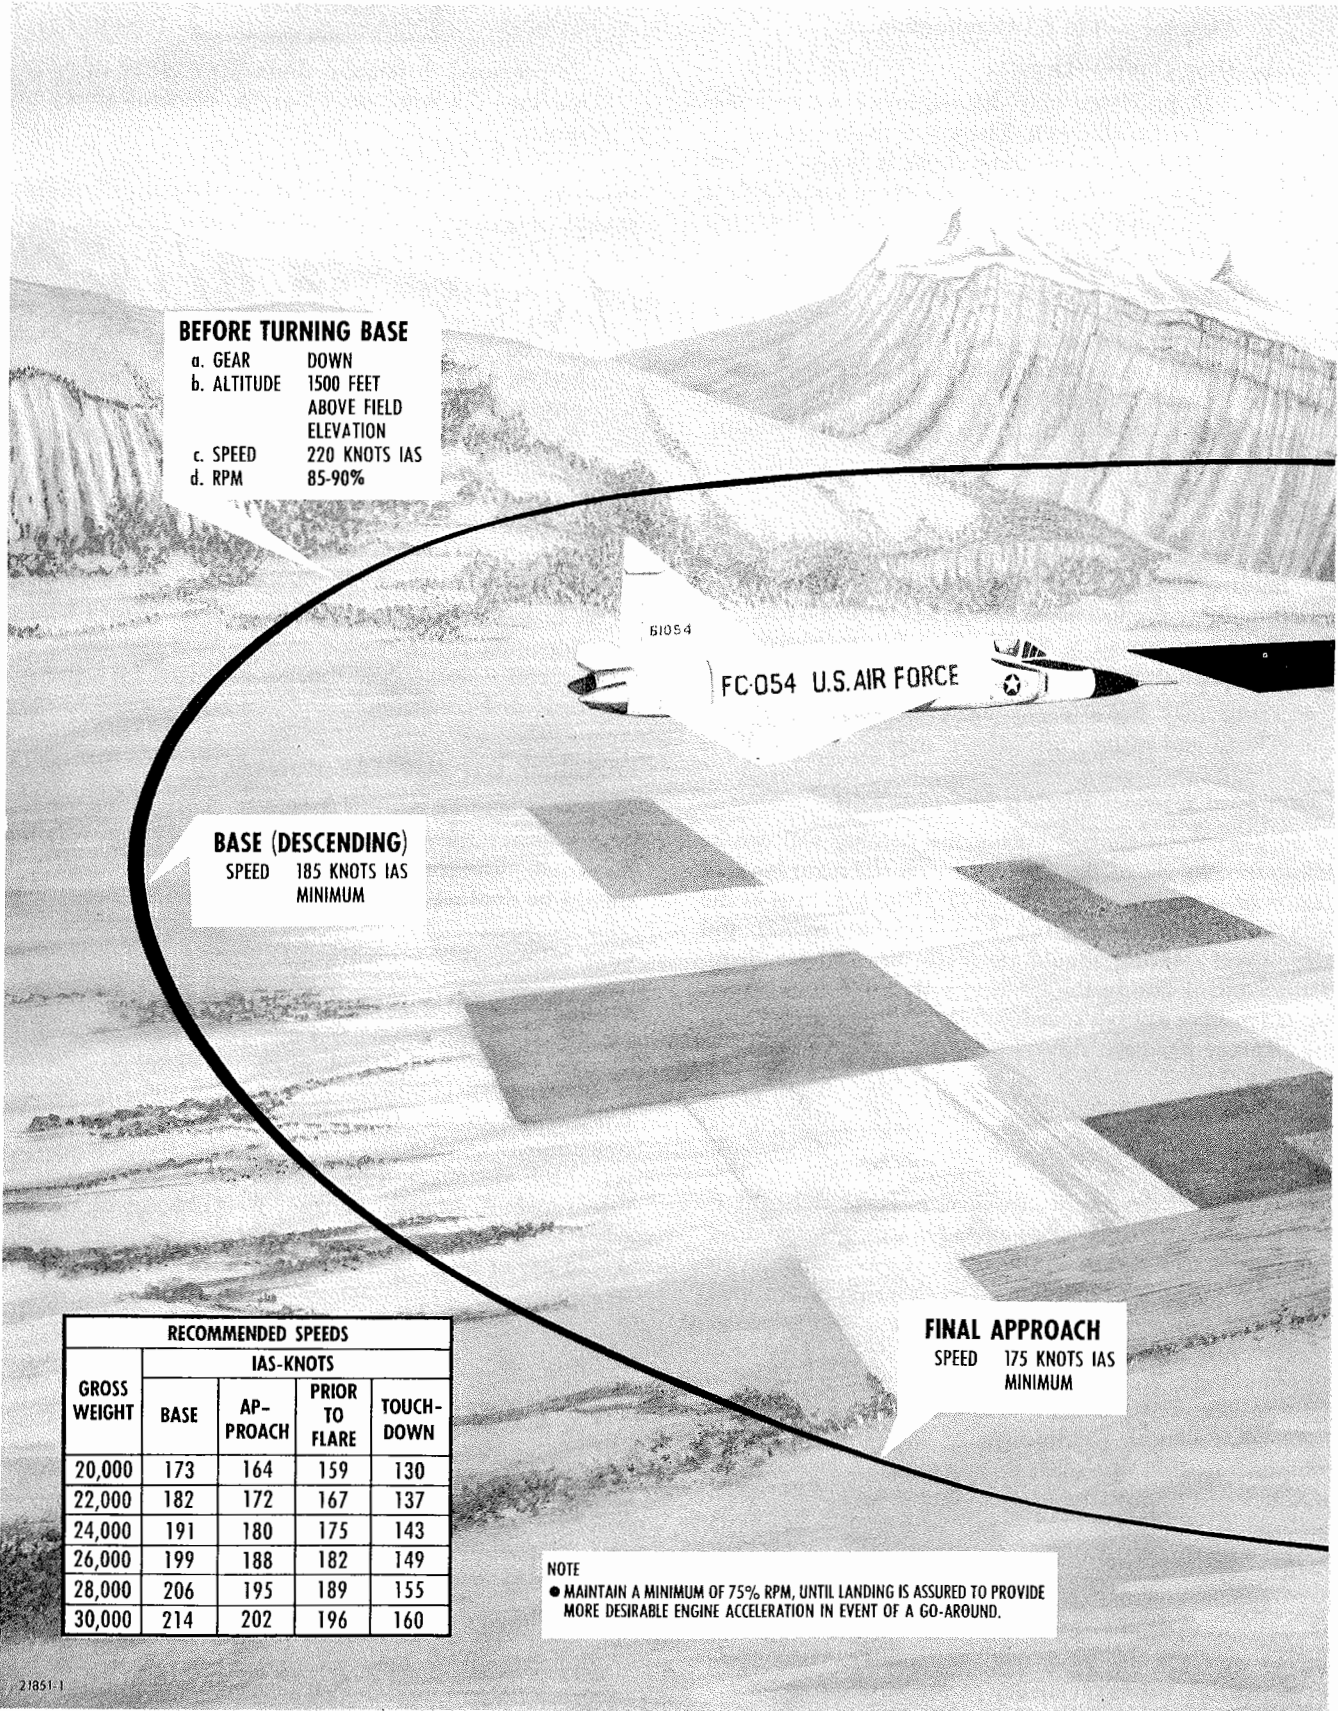 BEFORE TURNING BASE
a. GEAR DOWN
b. ALTITUDE 1500 FEET
ABOVE FIELD
ELEVATION
c. SPEED 220 KNOTS IAS
d. RPM 85-90%
61054
FC-054 U.S. AIR FORCE
BASE (DESCENDING)
SPEED 185 KNOTS IAS
MINIMUM
FINAL APPROACH
SPEED 175 KNOTS IAS
MINIMUM
RECOMMENDED SPEEDS
IAS-KNOTS
GROSS
WEIGHT
BASE
AP-
PROACH
PRIOR
TO
FLARE
TOUCH-
DOWN
20,000 173 164 159 130
22,000 182 172 167 137
24,000 191 180 175 143
26,000 199 188 182 149
28,000 206 195 189 155
30,000 214 202 196 160
NOTE
● MAINTAIN A MINIMUM OF 75% RPM, UNTIL LANDING IS ASSURED TO PROVIDE
MORE DESIRABLE ENGINE ACCELERATION IN EVENT OF A GO-AROUND.
21851-1